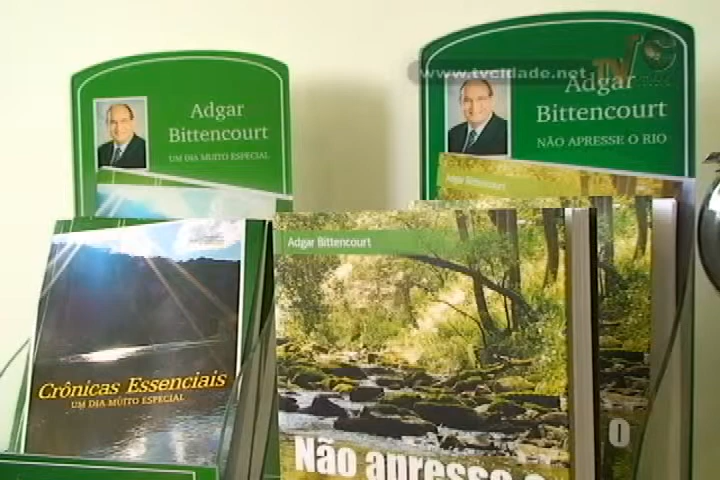 Adgar
Bittencourt
UM DIA MUITO ESPECIAL
www.tvcidade.net
TV
Adgar
Bittencourt
NÃO APRESSE O RIO
Adgar Bittencourt
Crônicas Essenciais
UM DIA MUITO ESPECIAL
Adgar Bittencourt
Não apresse o
O